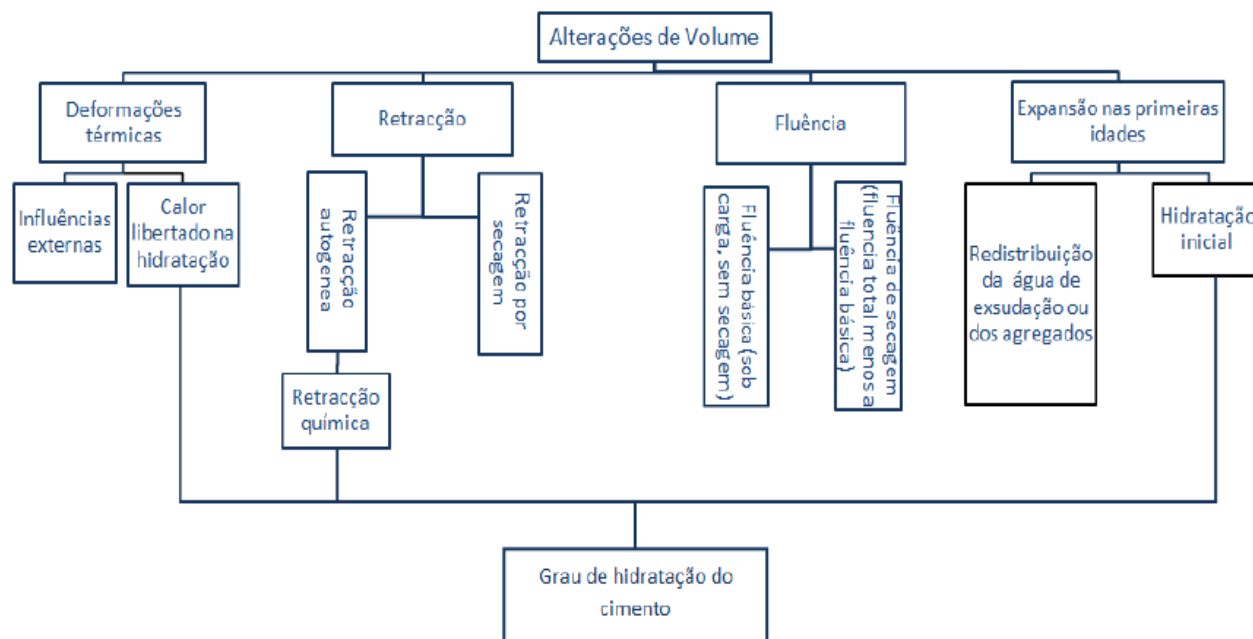 Alterações de Volume
Deformações
térmicas
Retracção
Fluência
Expansão nas primeiras
idades
Influências
externas
Calor
libertado na
hidratação
Retracção
autogenea
Retracção por
secagem
Fluência básica (sob
carga, sem secagem)
Fluência de secagem
(fluencia total menos a
fluência básica)
Redistribuição
da água de
exsudação ou
dos agregados
Hidratação
inicial
Retracção
química
Grau de hidratação do
cimento